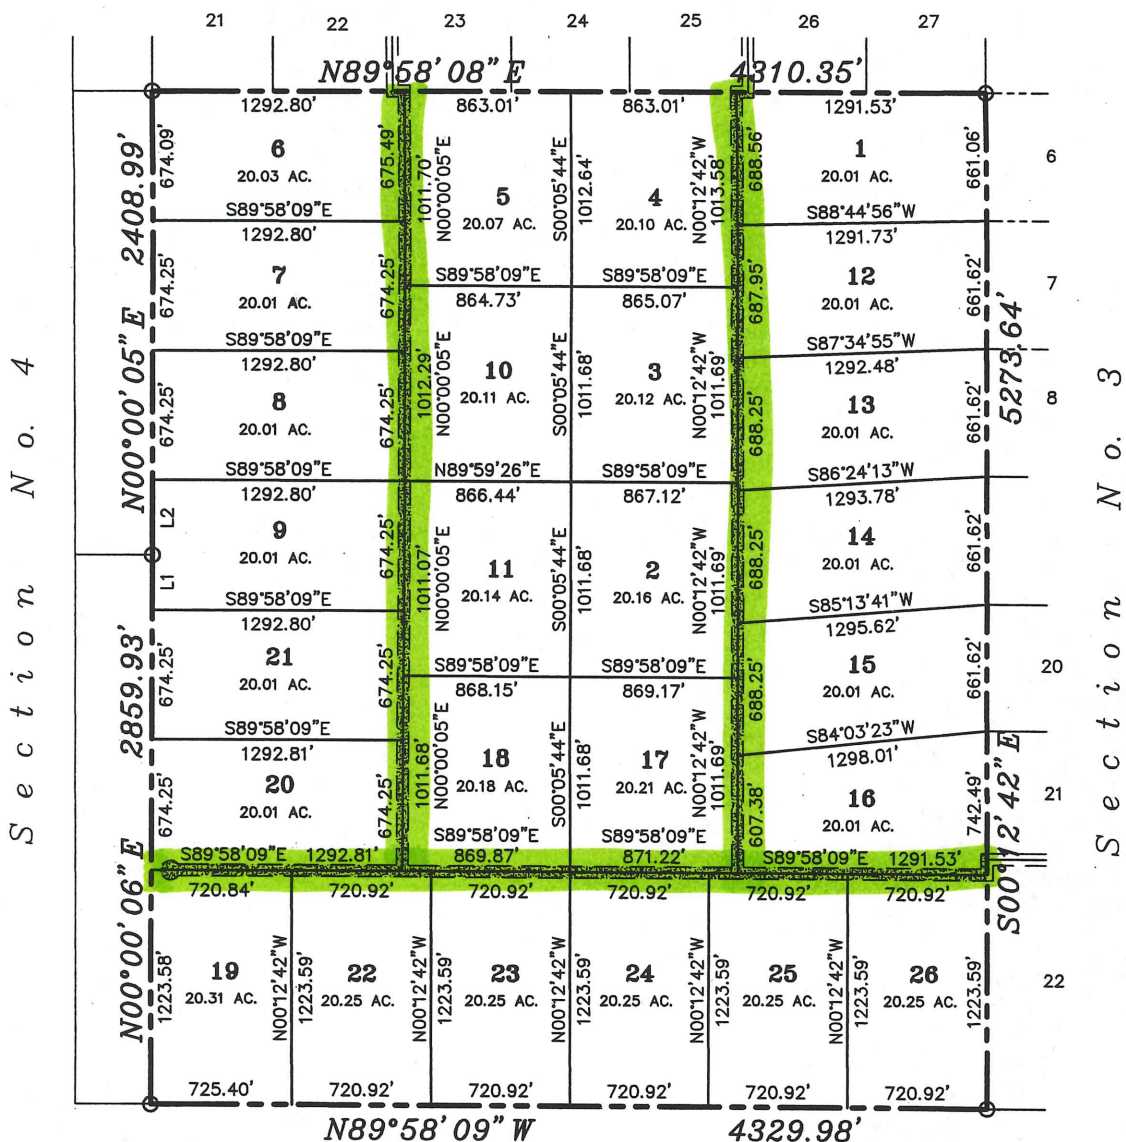 21 22 23 24 25 26 27
N89°58'08"E 4310.35'
1292.80' 863.01' 863.01' 1291.53'
N00°00'05"E 2408.99'
674.09'
6
20.03 AC.
675.49'
1011.70'
N00°00'05"E
5
20.07 AC.
S00°05'44"E
1012.64'
4
20.10 AC.
N00°12'42"W
1013.58'
688.56'
1
20.01 AC.
661.06'
6
S89°58'09"E
1292.80'
S88°44'56"W
1291.73'
674.25'
7
20.01 AC.
674.25'
S89°58'09"E
864.73'
S89°58'09"E
865.07'
687.95'
12
20.01 AC.
661.62'
7
S89°58'09"E
1292.80'
S87°34'55"W
1292.48'
674.25'
8
20.01 AC.
674.25'
1012.29'
N00°00'05"E
10
20.11 AC.
S00°05'44"E
1011.68'
3
20.12 AC.
N00°12'42"W
1011.69'
688.25'
13
20.01 AC.
661.62'
8
5273.64'
Section No. 4
Section No. 3
S89°58'09"E
1292.80'
N89°59'26"E
866.44'
S89°58'09"E
867.12'
S86°24'13"W
1293.78'
L2
L1
9
20.01 AC.
674.25'
1011.07'
N00°00'05"E
11
20.14 AC.
S00°05'44"E
1011.68'
2
20.16 AC.
N00°12'42"W
1011.69'
688.25'
14
20.01 AC.
661.62'
S89°58'09"E
1292.80'
S85°13'41"W
1295.62'
2859.93'
674.25'
21
20.01 AC.
674.25'
S89°58'09"E
868.15'
S89°58'09"E
869.17'
688.25'
15
20.01 AC.
661.62'
20
S89°58'09"E
1292.81'
S84°03'23"W
1298.01'
674.25'
20
20.01 AC.
674.25'
1011.68'
N00°00'05"E
18
20.18 AC.
S00°05'44"E
1011.68'
17
20.21 AC.
N00°12'42"W
1011.69'
607.38'
16
20.01 AC.
742.49'
21
S00°12'42"E
S89°58'09"E 1292.81'
S89°58'09"E
869.87'
S89°58'09"E
871.22'
S89°58'09"E 1291.53'
720.84' 720.92' 720.92' 720.92' 720.92' 720.92'
N00°00'06"E
1223.58'
19
20.31 AC.
N00°12'42"W
1223.59'
22
20.25 AC.
N00°12'42"W
1223.59'
23
20.25 AC.
N00°12'42"W
1223.59'
24
20.25 AC.
N00°12'42"W
1223.59'
25
20.25 AC.
N00°12'42"W
1223.59'
26
20.25 AC.
1223.59'
22
725.40' 720.92' 720.92' 720.92' 720.92' 720.92'
N89°58'09"W 4329.98'